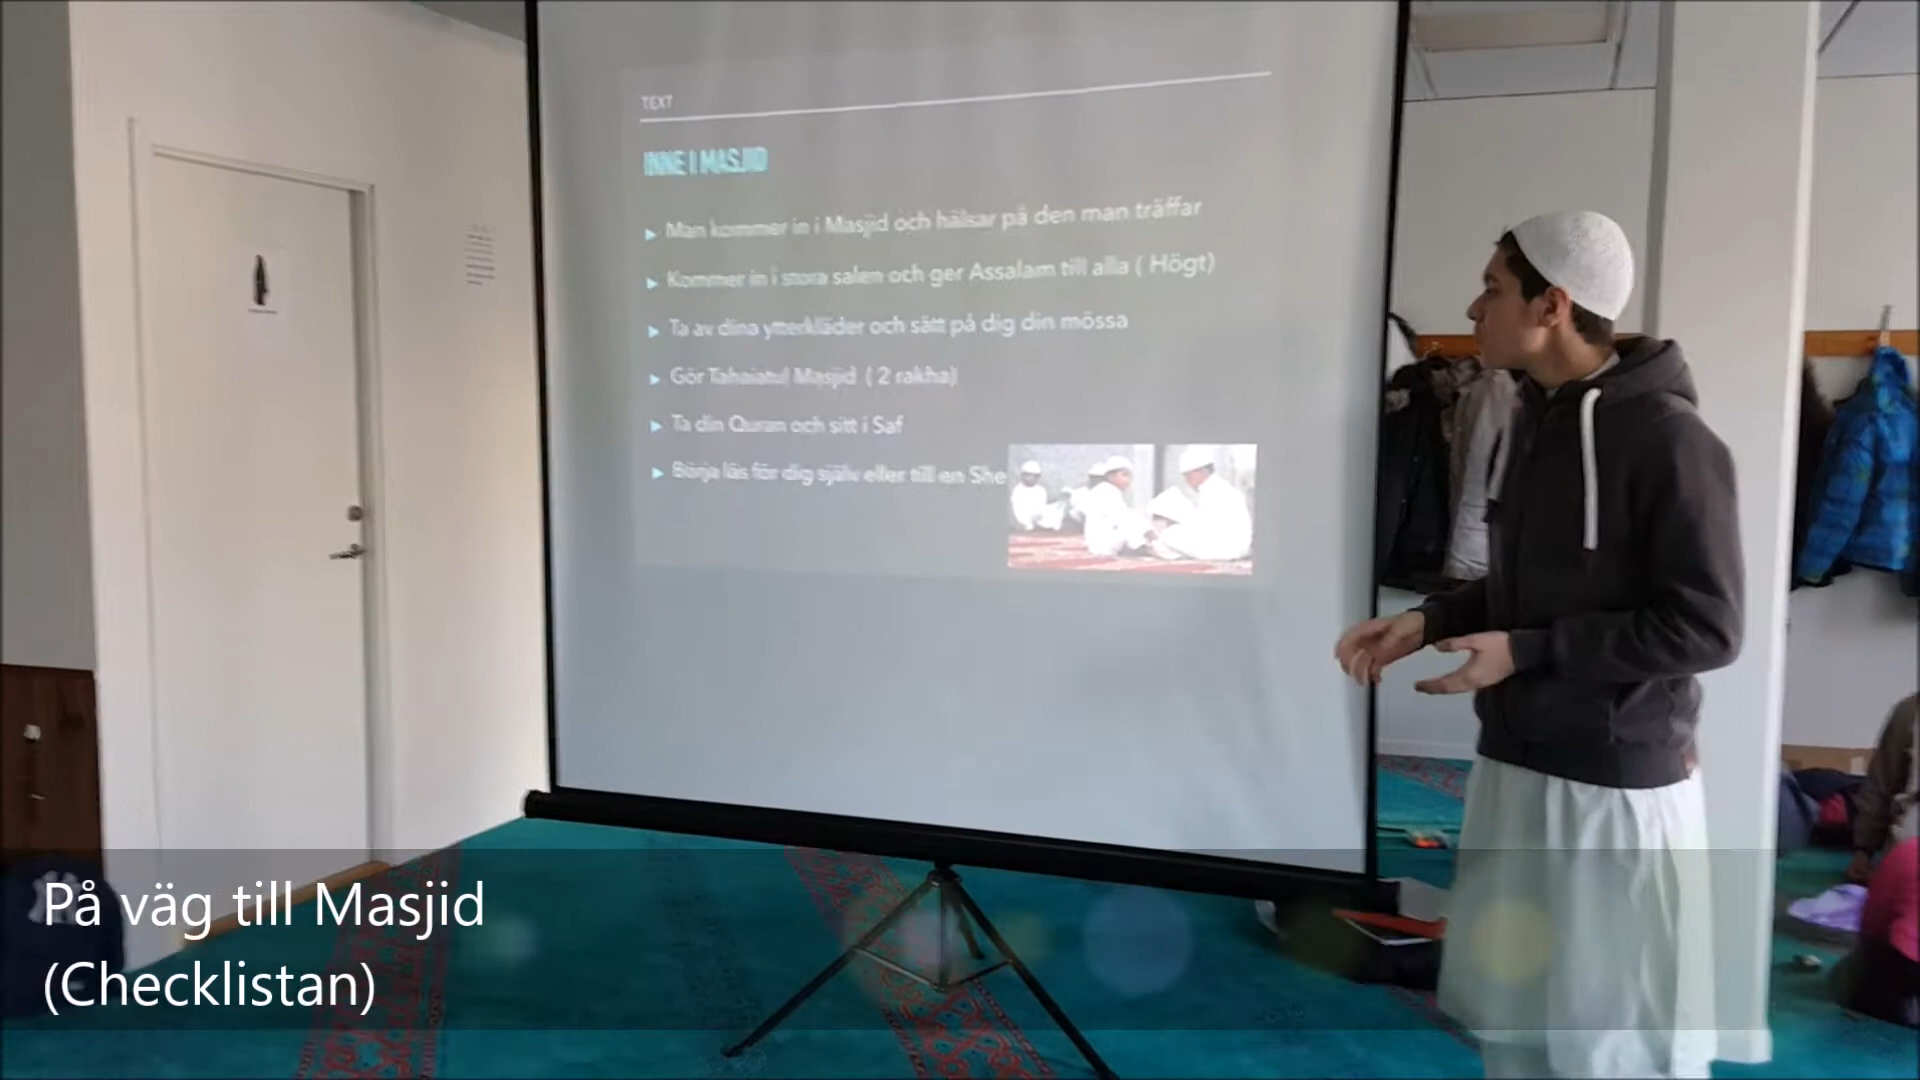 TEXT
INNE I MASJID
Man kommer in i Masjid och hälsar på den man träffar
Kommer in i stora salen och ger Assalam till alla ( Högt)
Ta av dina ytterkläder och sätt på dig din mössa
Gör Tahaiatul Masjid ( 2 rakha)
Ta din Quran och sitt i Saf
Börja läs för dig själv eller till en She
På väg till Masjid
(Checklistan)